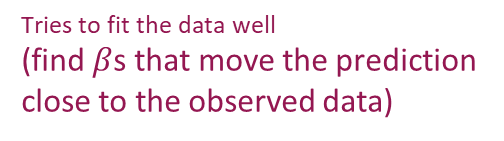 Tries to fit the data well
(find βs that move the prediction
close to the observed data)